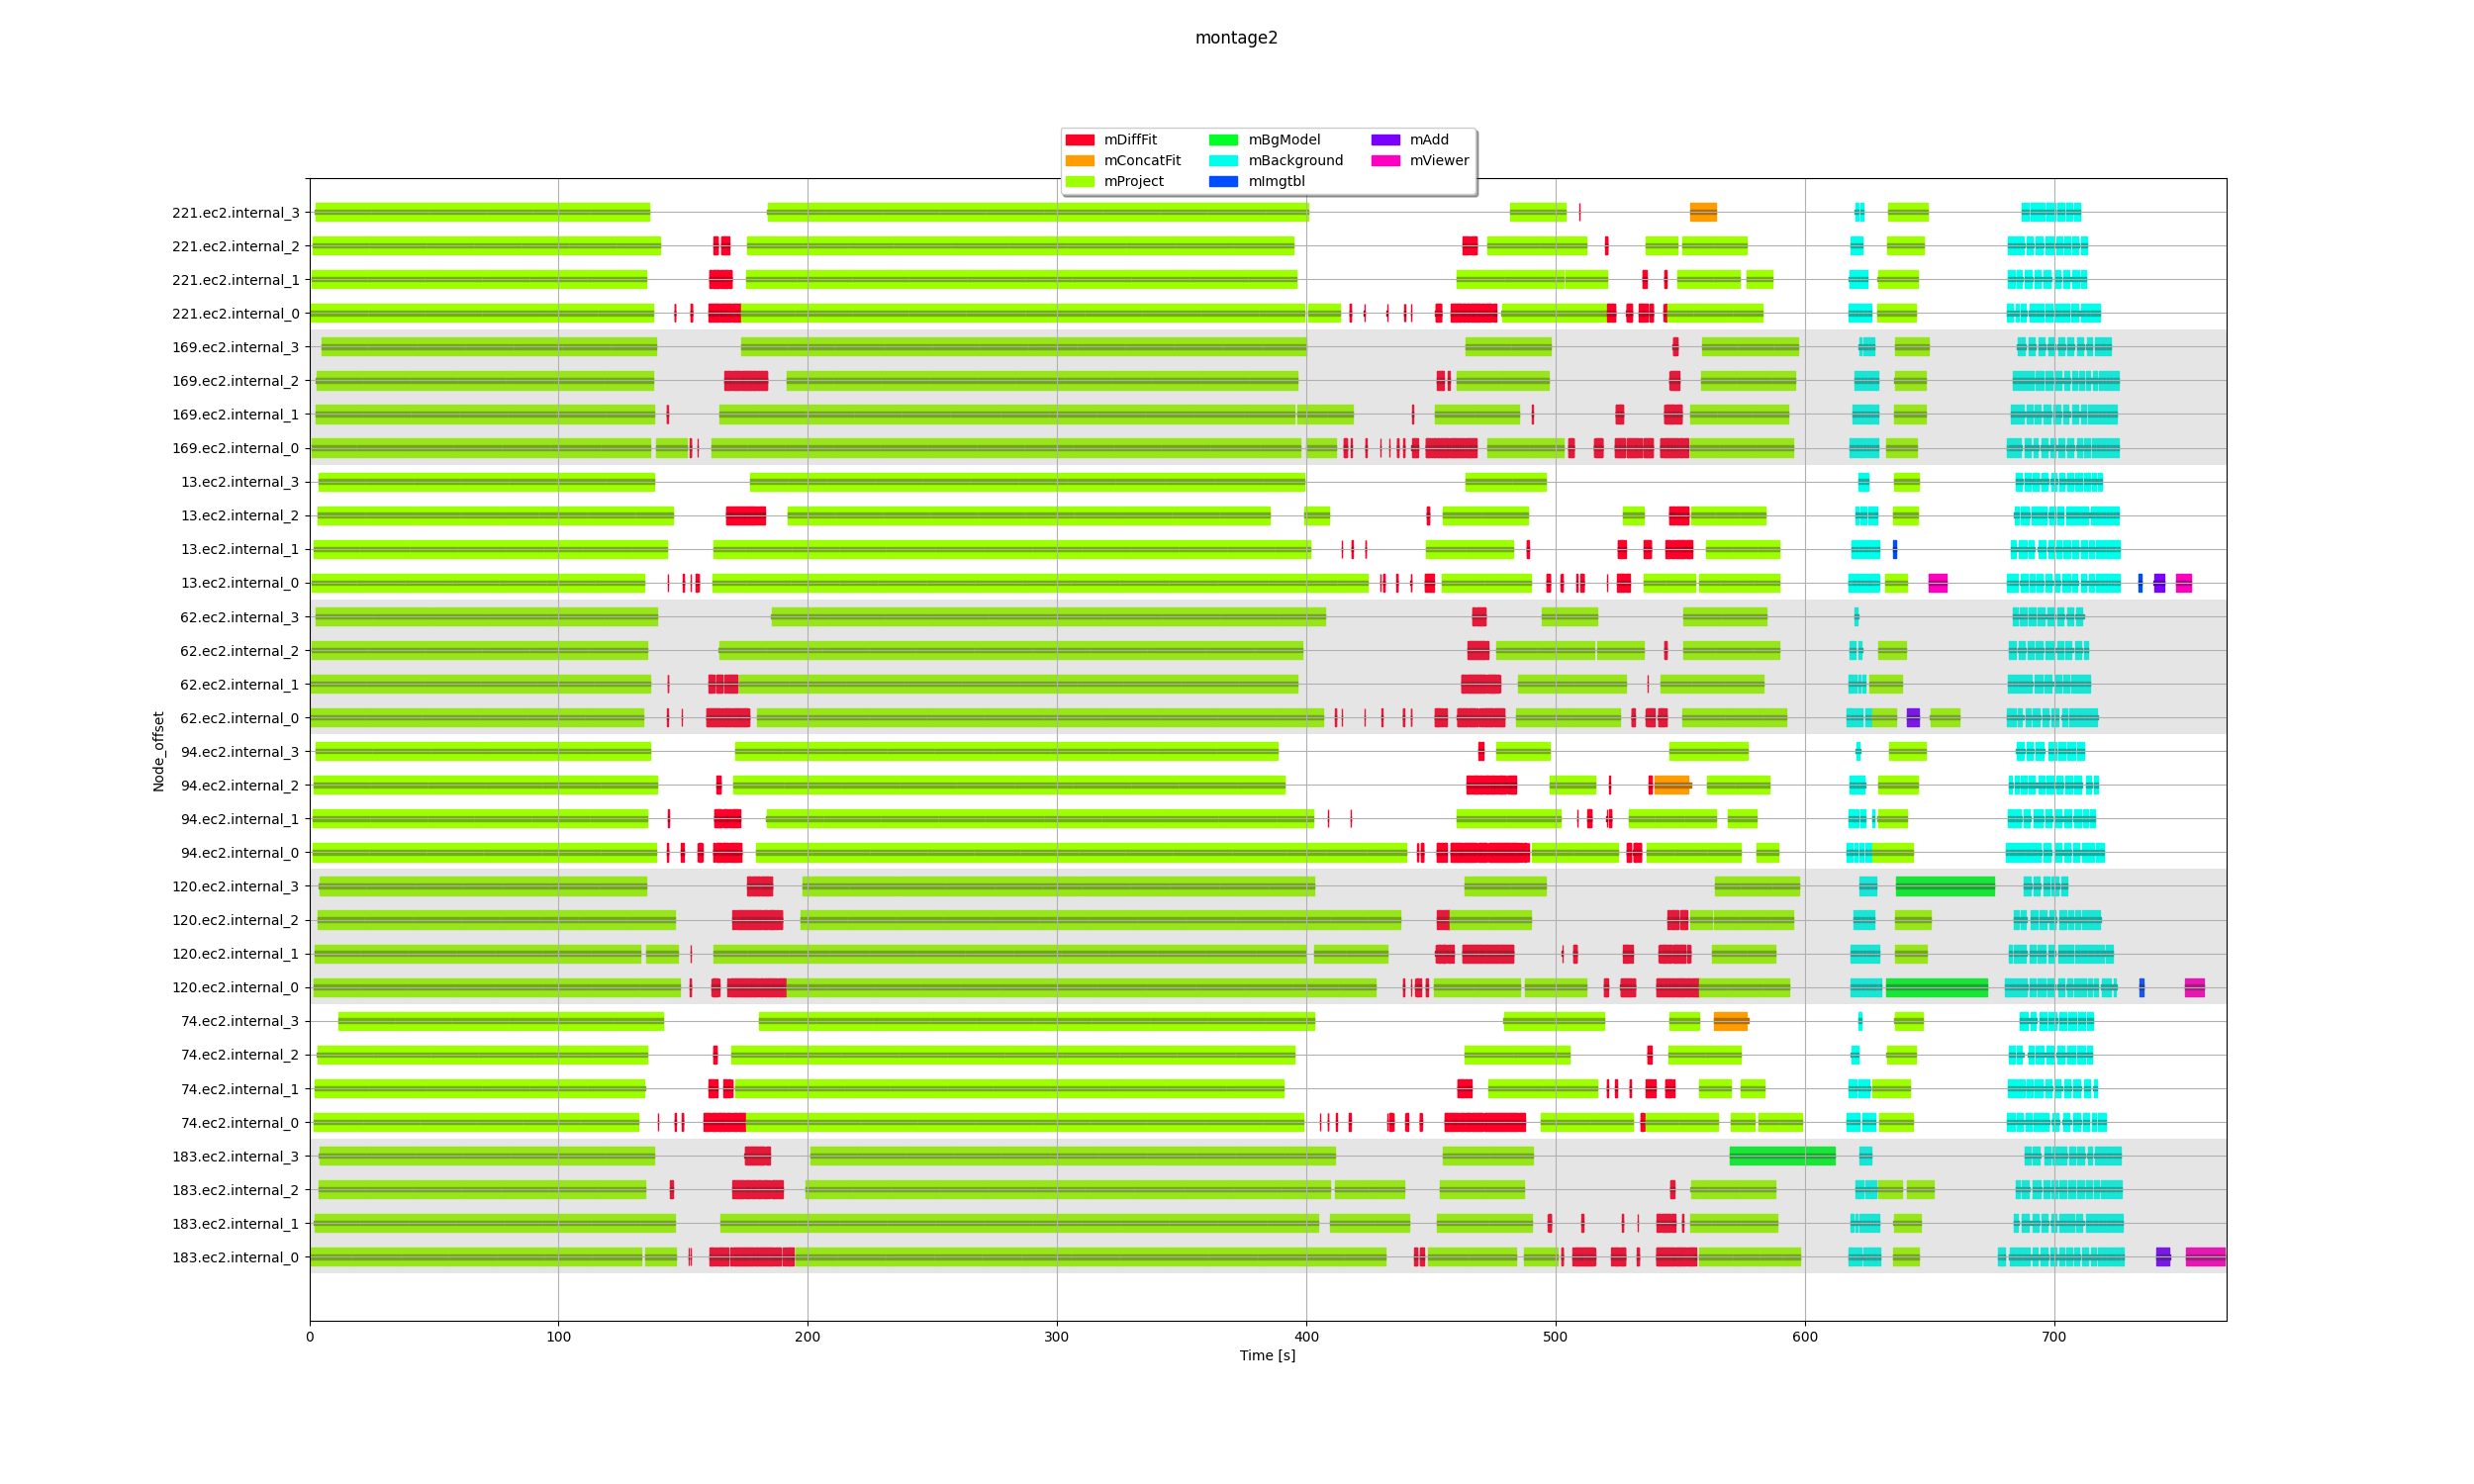 montage2
mDiffFit mBgModel mAdd
mConcatFit mBackground mViewer
mProject mImgtbl
221.ec2.internal_3
221.ec2.internal_2
221.ec2.internal_1
221.ec2.internal_0
169.ec2.internal_3
169.ec2.internal_2
169.ec2.internal_1
169.ec2.internal_0
13.ec2.internal_3
13.ec2.internal_2
13.ec2.internal_1
13.ec2.internal_0
62.ec2.internal_3
62.ec2.internal_2
62.ec2.internal_1
62.ec2.internal_0
94.ec2.internal_3
94.ec2.internal_2
94.ec2.internal_1
94.ec2.internal_0
120.ec2.internal_3
120.ec2.internal_2
120.ec2.internal_1
120.ec2.internal_0
74.ec2.internal_3
74.ec2.internal_2
74.ec2.internal_1
74.ec2.internal_0
183.ec2.internal_3
183.ec2.internal_2
183.ec2.internal_1
183.ec2.internal_0
Node_offset
0 100 200 300 400 500 600 700
Time [s]